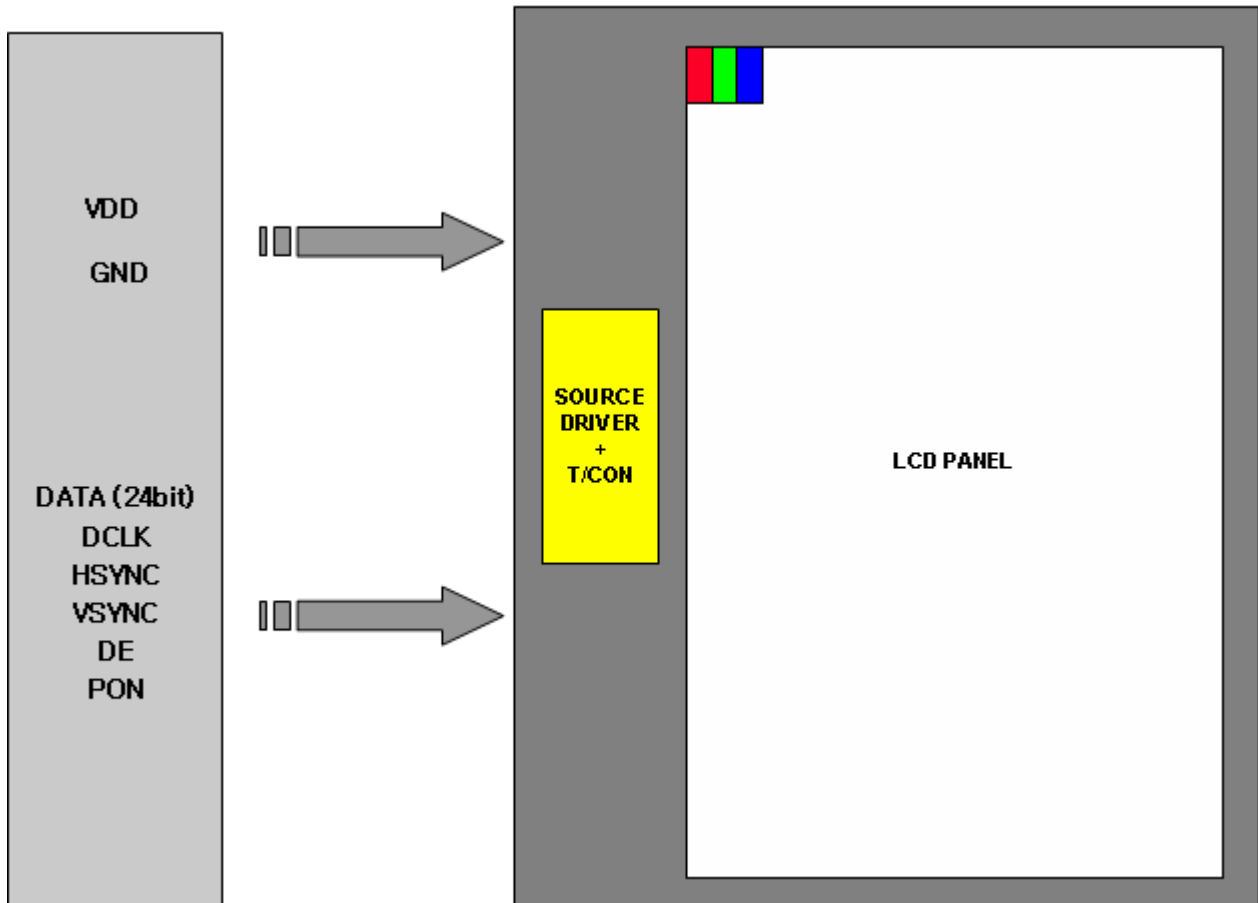 VDD
GND
DATA (24bit)
DCLK
HSYNC
VSYNC
DE
PON
SOURCE
DRIVER
+
T/CON
LCD PANEL